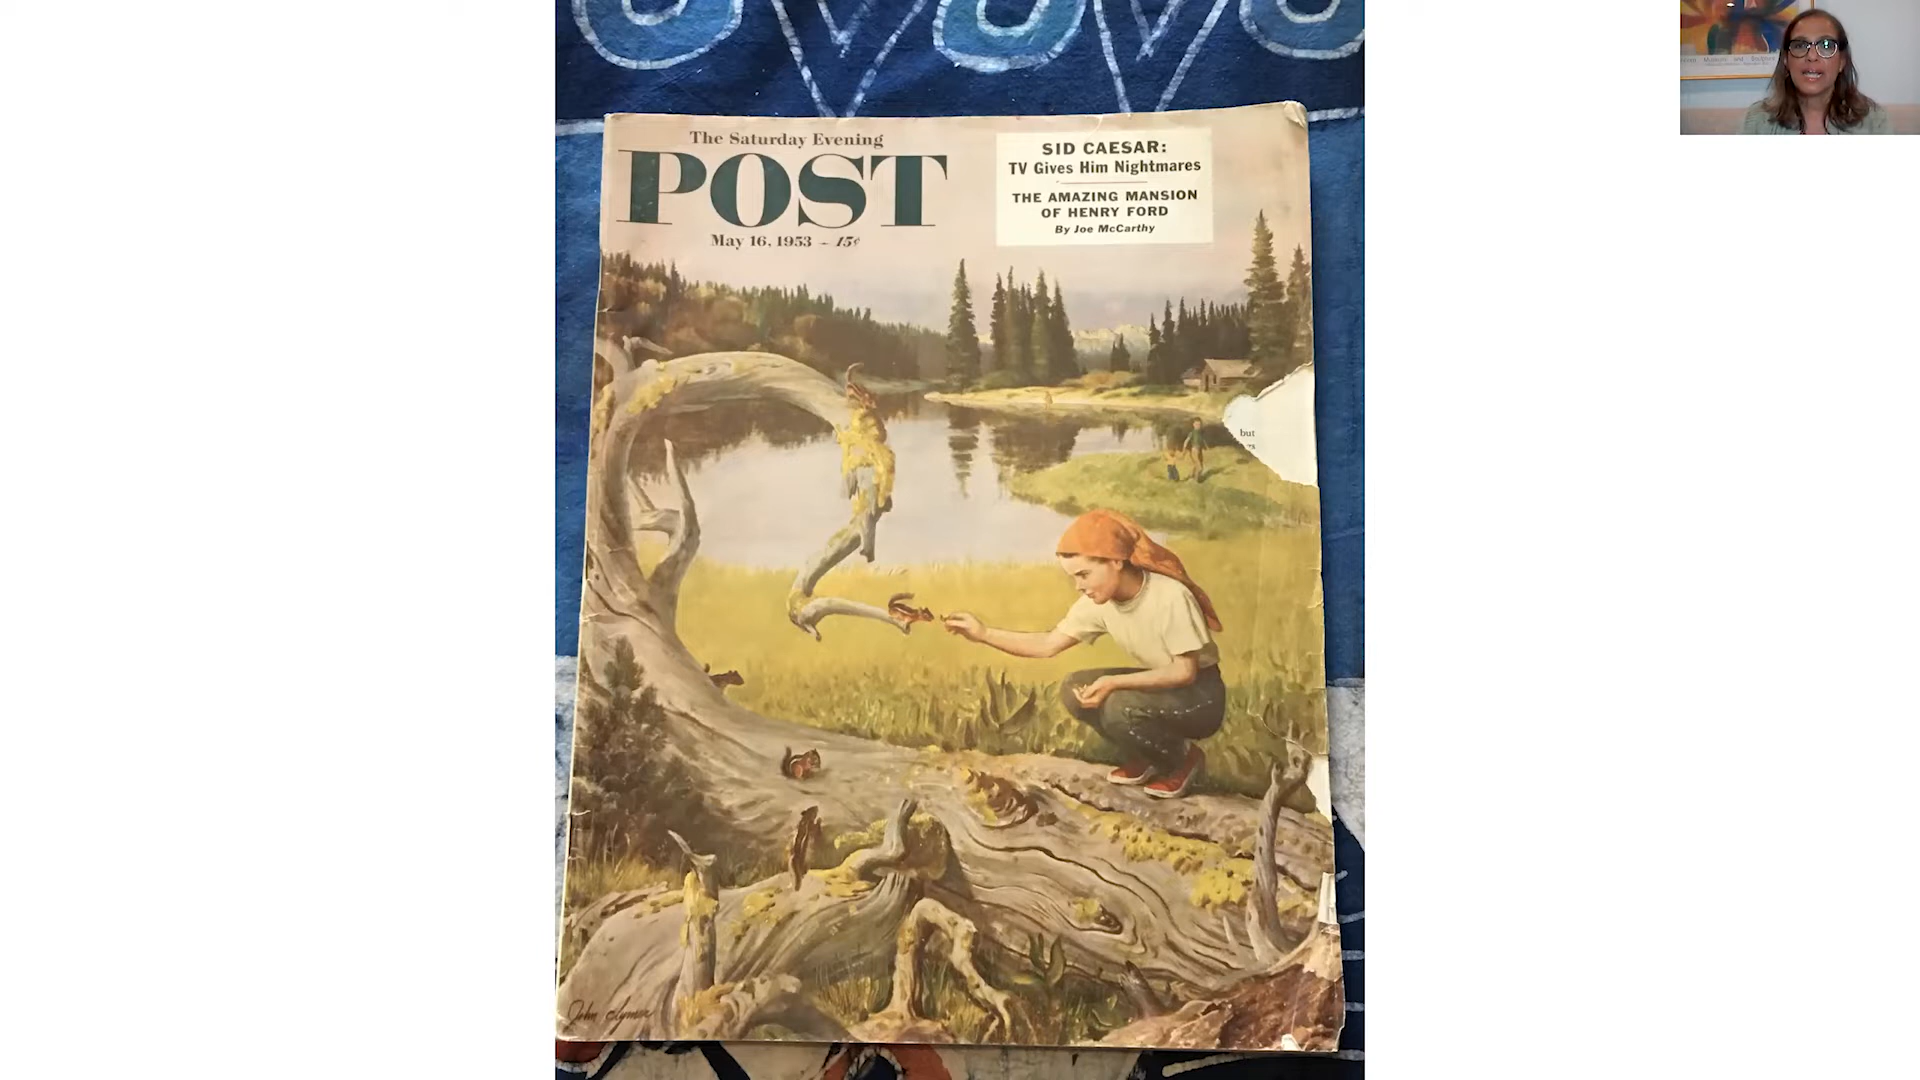 The Saturday Evening
POST
May 16, 1953 – 15¢
SID CAESAR:
TV Gives Him Nightmares
THE AMAZING MANSION
OF HENRY FORD
By Joe McCarthy
but
John Clymer